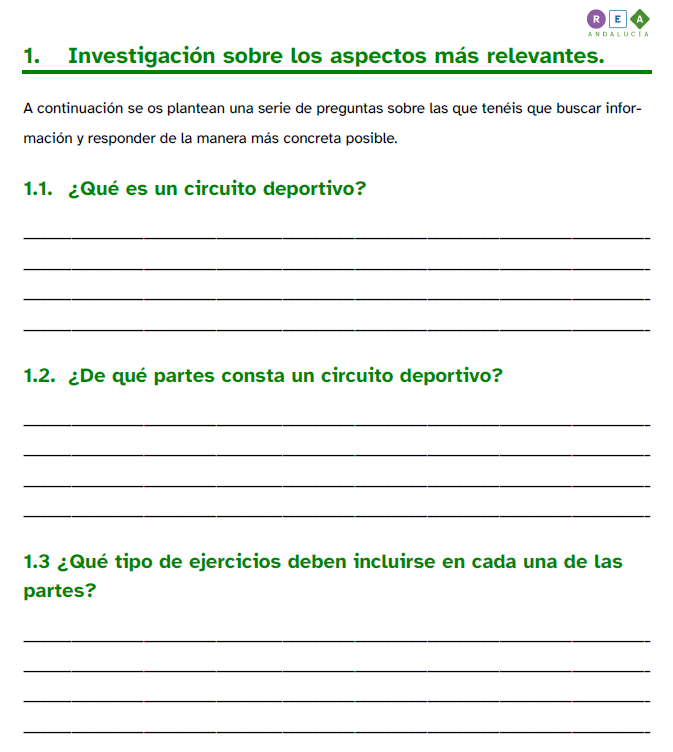 R E A
ANDALUCÍA
1. Investigación sobre los aspectos más relevantes.
A continuación se os plantean una serie de preguntas sobre las que tenéis que buscar infor-
mación y responder de la manera más concreta posible.
1.1. ¿Qué es un circuito deportivo?
1.2. ¿De qué partes consta un circuito deportivo?
1.3 ¿Qué tipo de ejercicios deben incluirse en cada una de las
partes?